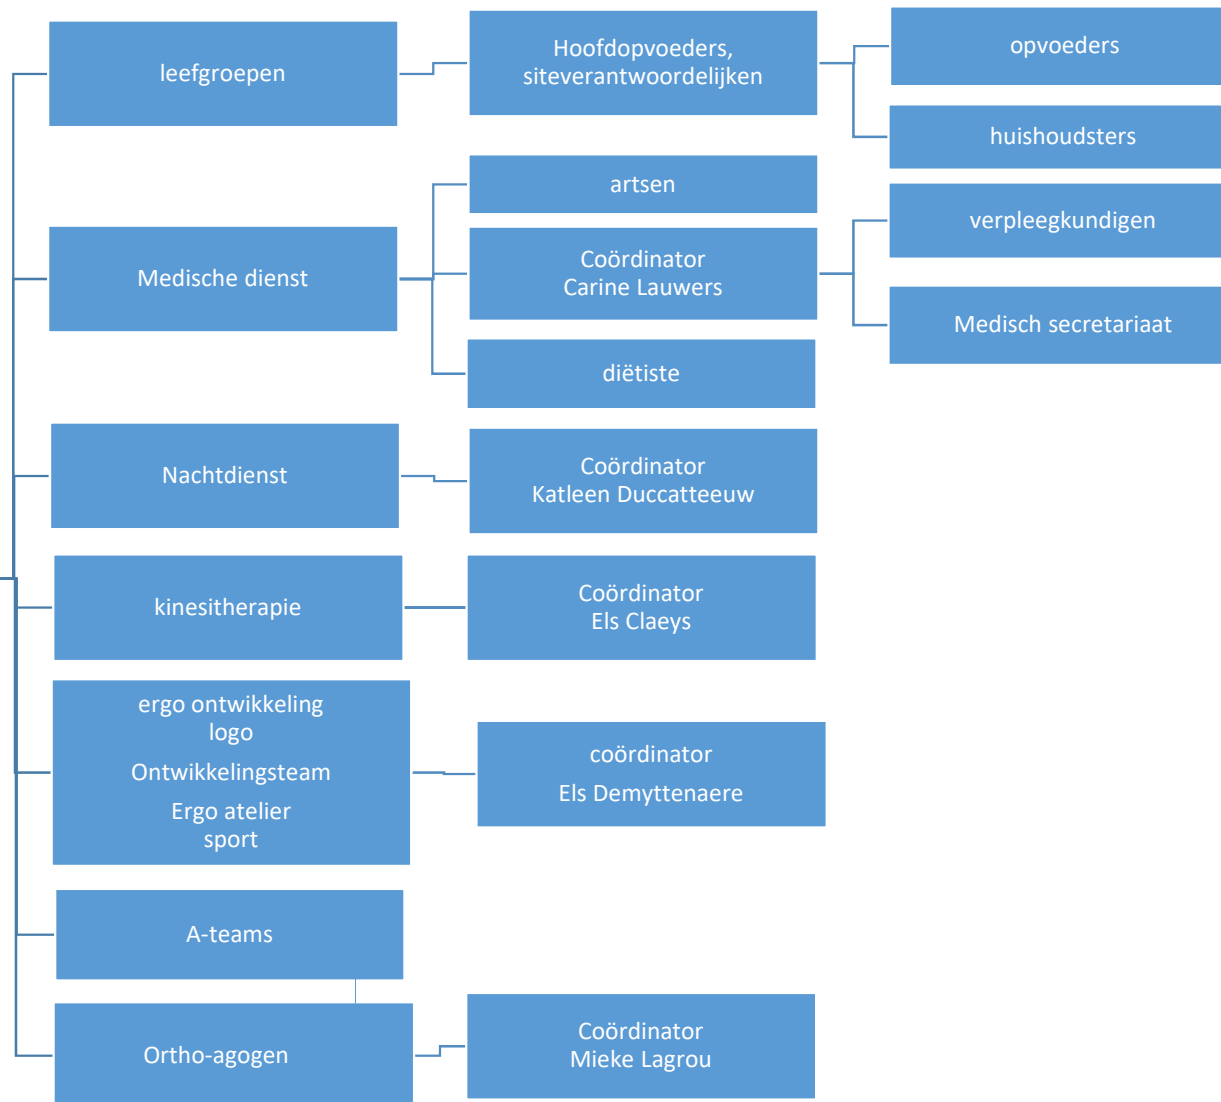 leefgroepen
Hoofdopvoeders,
siteverantwoordelijken
opvoeders
huishoudsters
Medische dienst
artsen
Coördinator
Carine Lauwers
verpleegkundigen
Medisch secretariaat
diëtiste
Nachtdienst
Coördinator
Katleen Duccatteeuw
kinesitherapie
Coördinator
Els Claeys
ergo ontwikkeling
logo
Ontwikkelingsteam
Ergo atelier
sport
coördinator
Els Demyttenaere
A-teams
Ortho-agogen
Coördinator
Mieke Lagrou